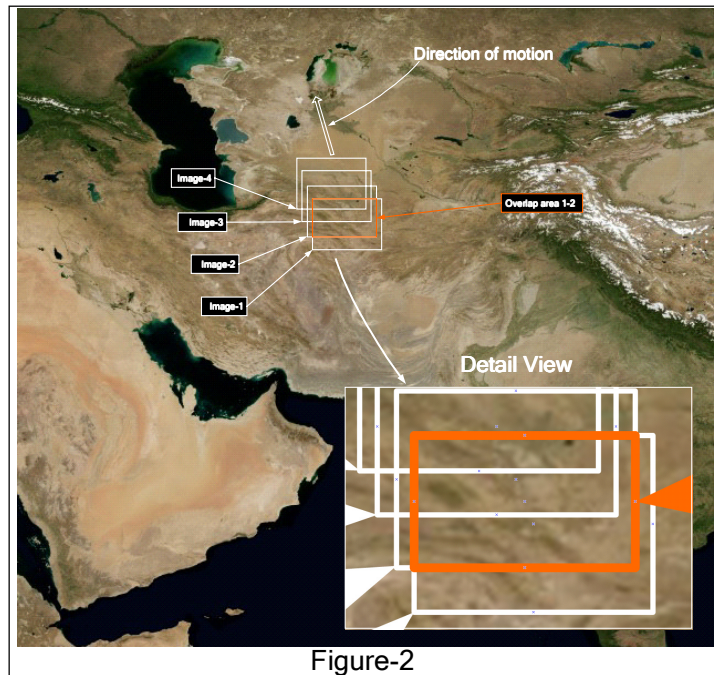 Direction of motion
Image-4
Overlap area 1-2
Image-3
Image-2
Image-1
Detail View
Figure-2